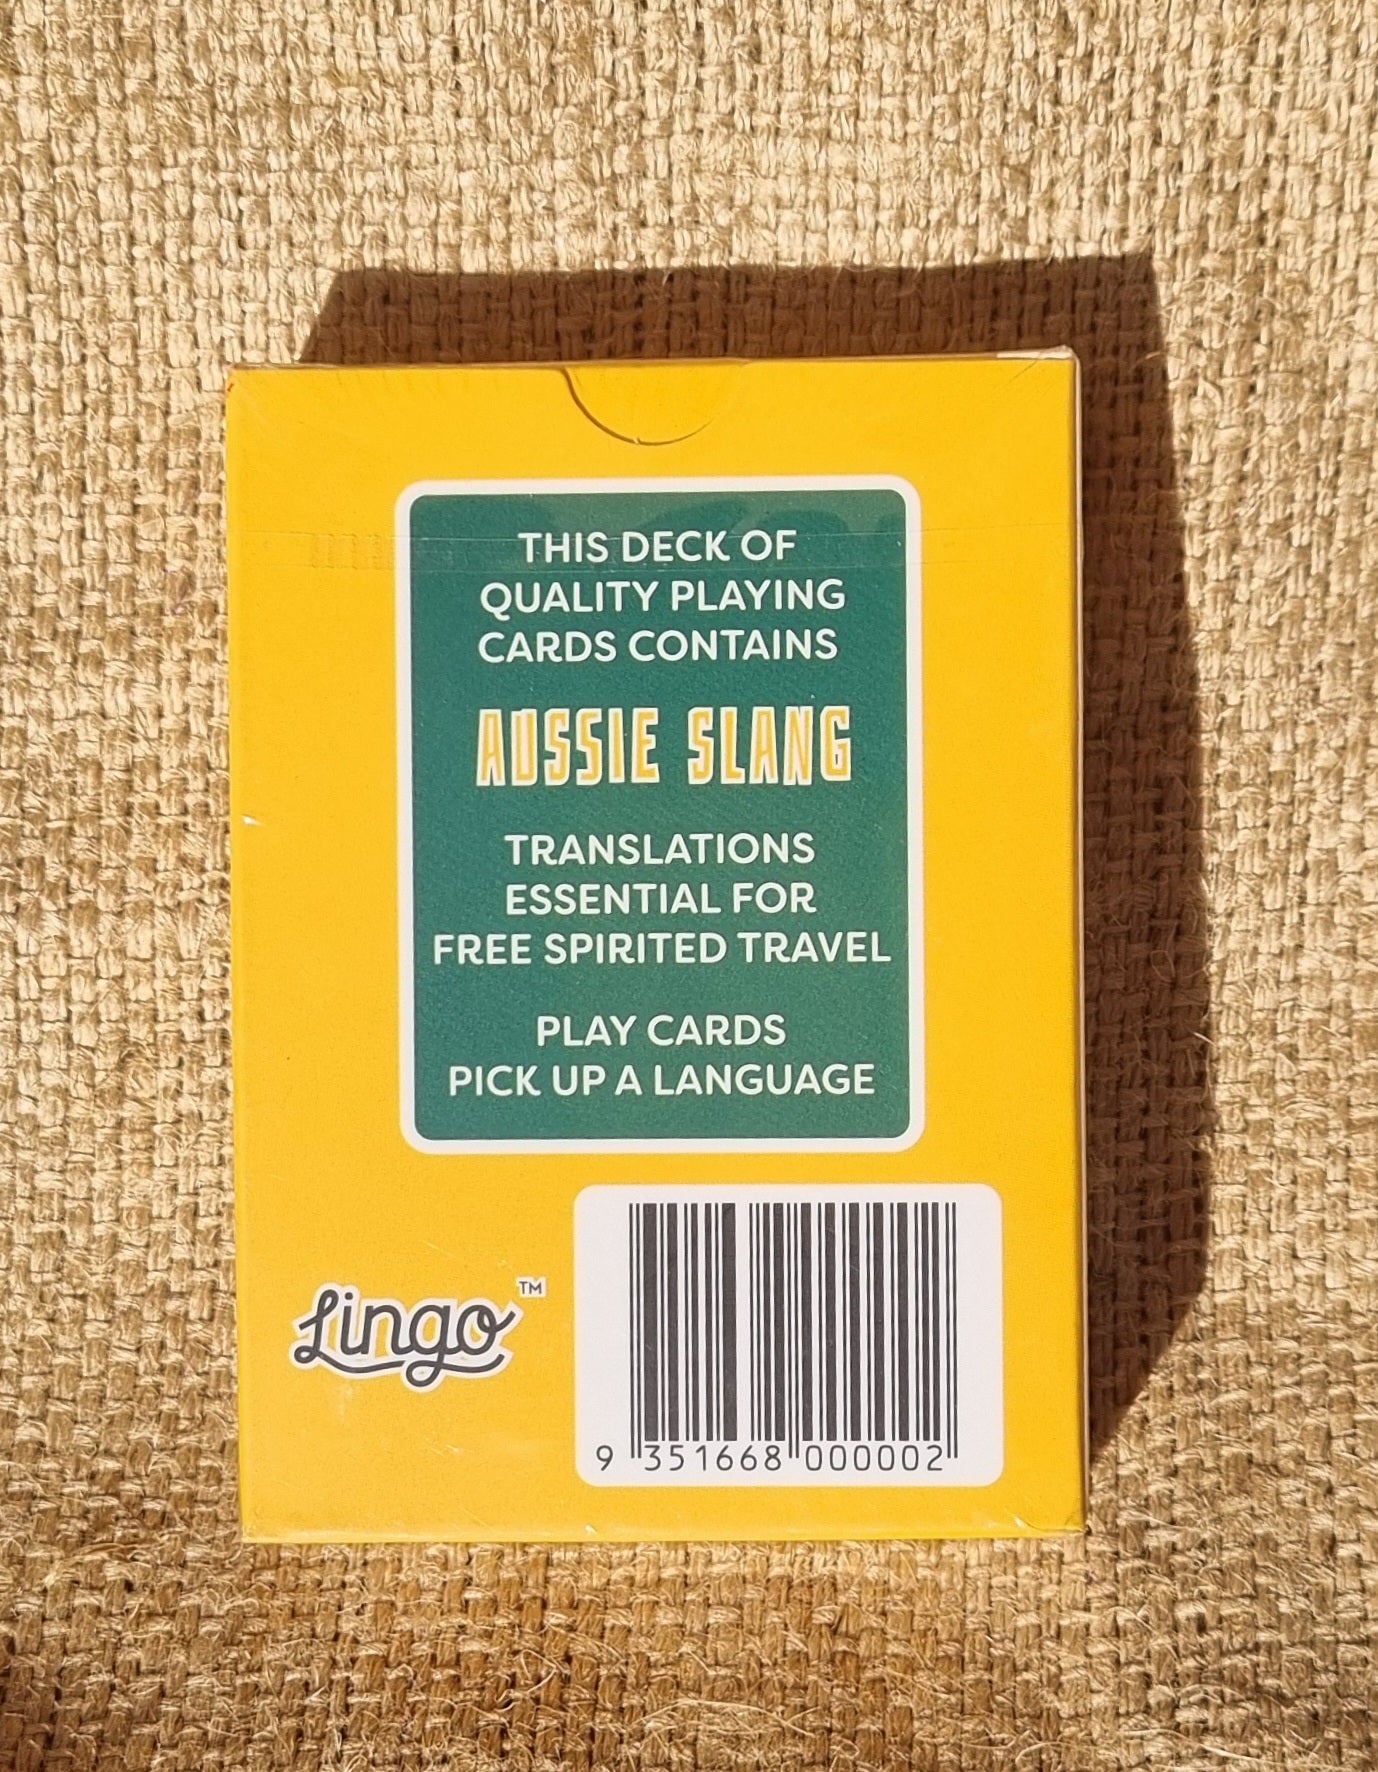 THIS DECK OF
QUALITY PLAYING
CARDS CONTAINS
AUSSIE SLANG
TRANSLATIONS
ESSENTIAL FOR
FREE SPIRITED TRAVEL
PLAY CARDS
PICK UP A LANGUAGE
Lingo™
9 351668 000002